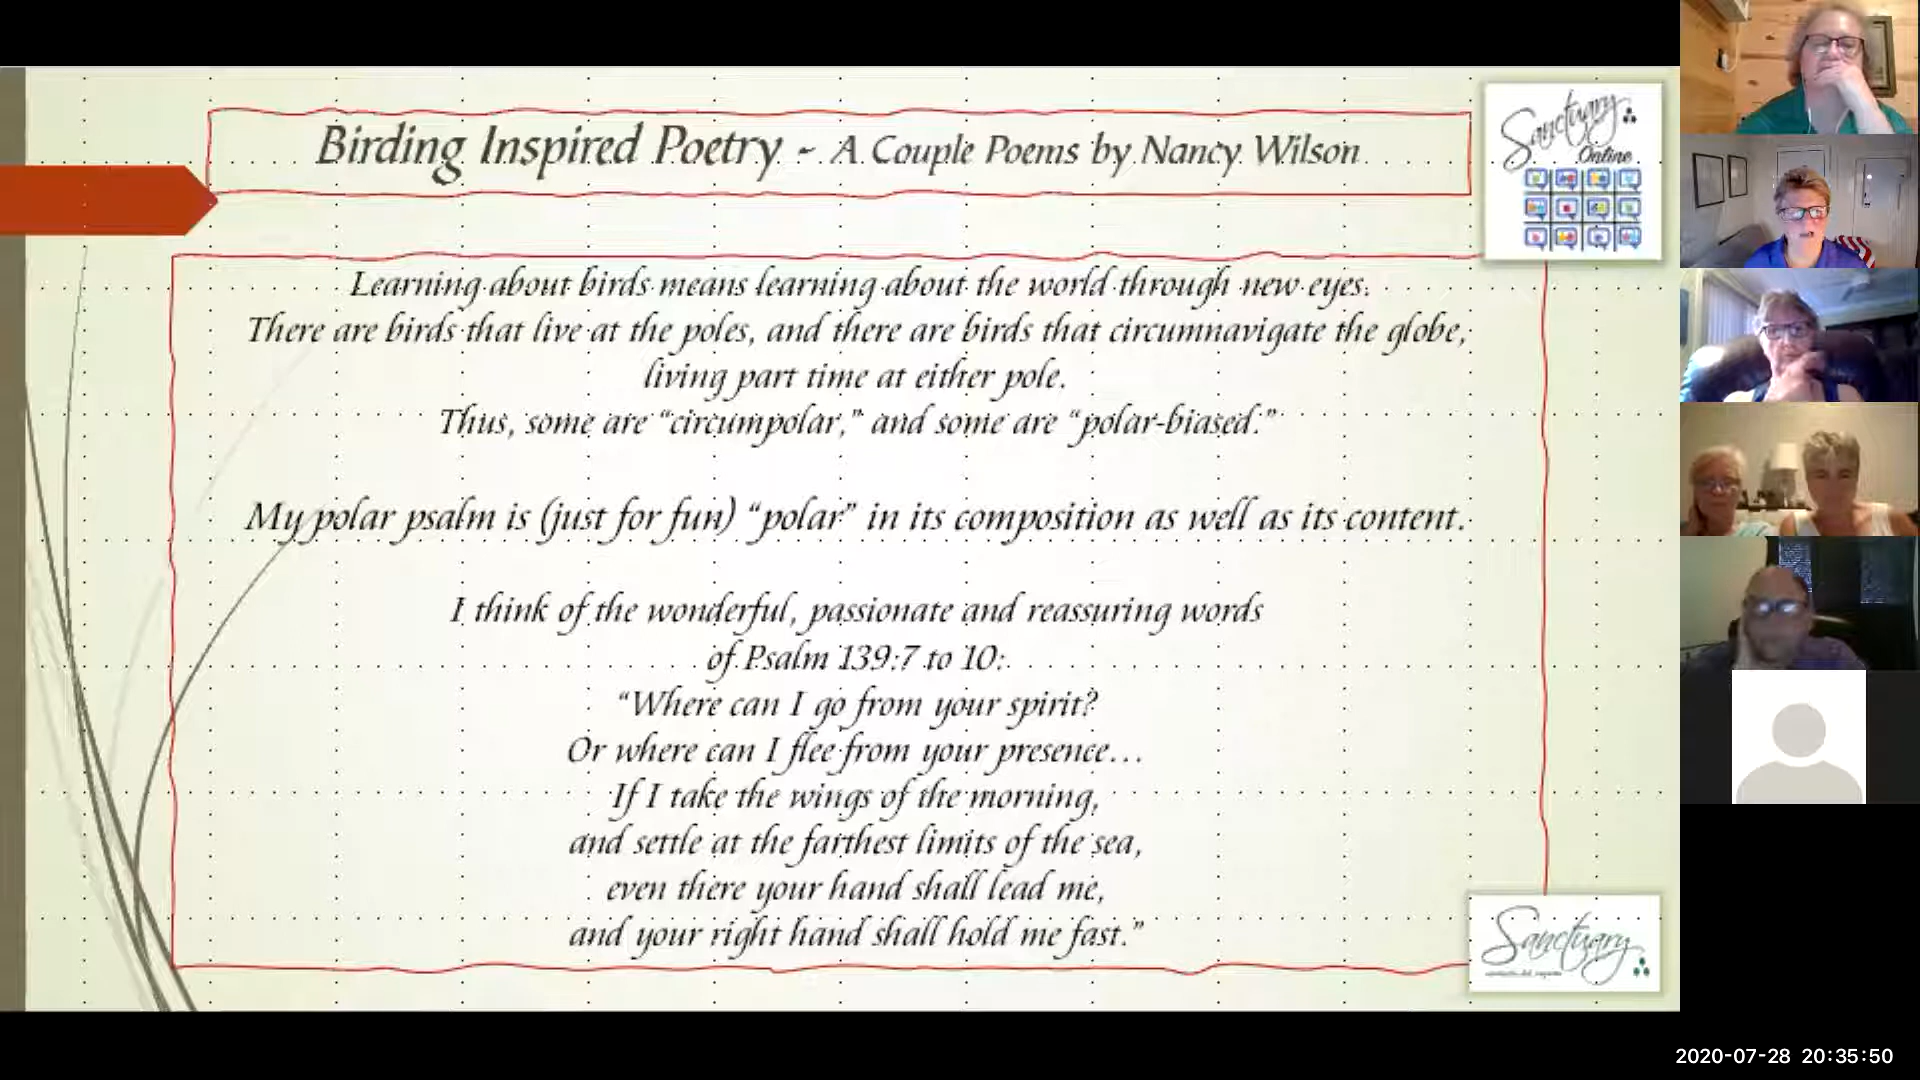 Birding Inspired Poetry ~ A Couple Poems by Nancy Wilson
Sanctuary
Online
Learning about birds means learning about the world through new eyes.
There are birds that live at the poles, and there are birds that circumnavigate the globe,
living part time at either pole.
Thus, some are “circumpolar,” and some are “polar-biased.”
My polar psalm is (just for fun) “polar” in its composition as well as its content.
I think of the wonderful, passionate and reassuring words
of Psalm 139:7 to 10:
“Where can I go from your spirit?
Or where can I flee from your presence…
If I take the wings of the morning,
and settle at the farthest limits of the sea,
even there your hand shall lead me,
and your right hand shall hold me fast.”
Sanctuary
2020-07-28 20:35:50